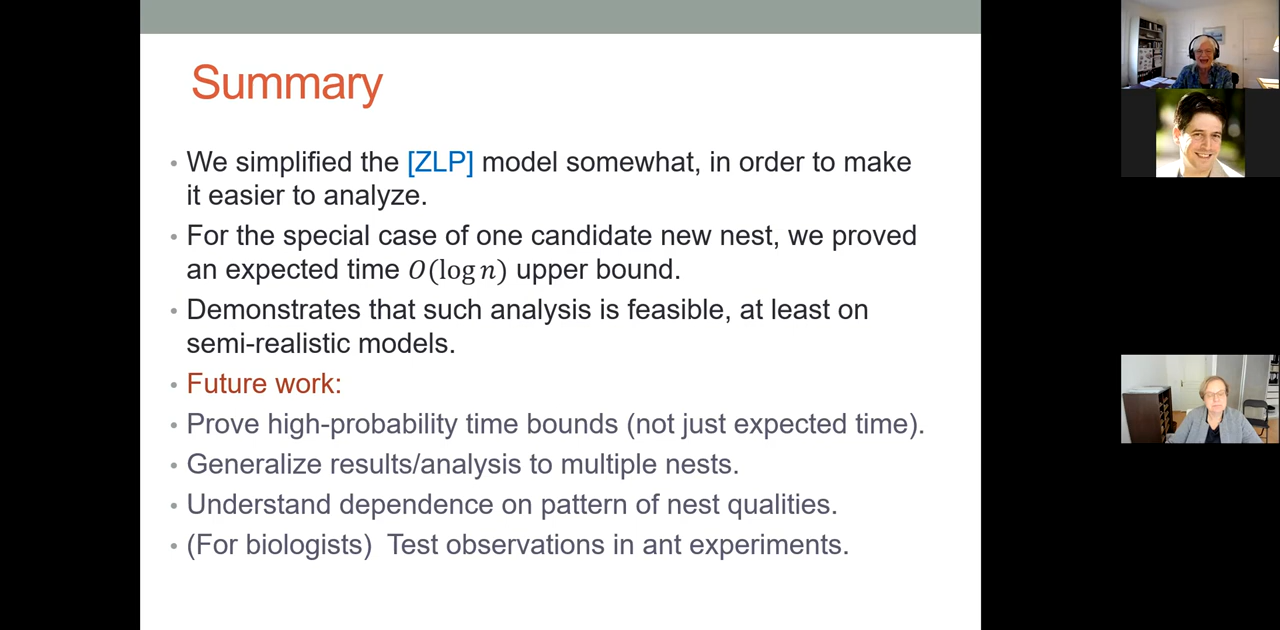 Summary
• We simplified the [ZLP] model somewhat, in order to make
it easier to analyze.
• For the special case of one candidate new nest, we proved
an expected time O(log n) upper bound.
• Demonstrates that such analysis is feasible, at least on
semi-realistic models.
• Future work:
• Prove high-probability time bounds (not just expected time).
• Generalize results/analysis to multiple nests.
• Understand dependence on pattern of nest qualities.
• (For biologists)  Test observations in ant experiments.